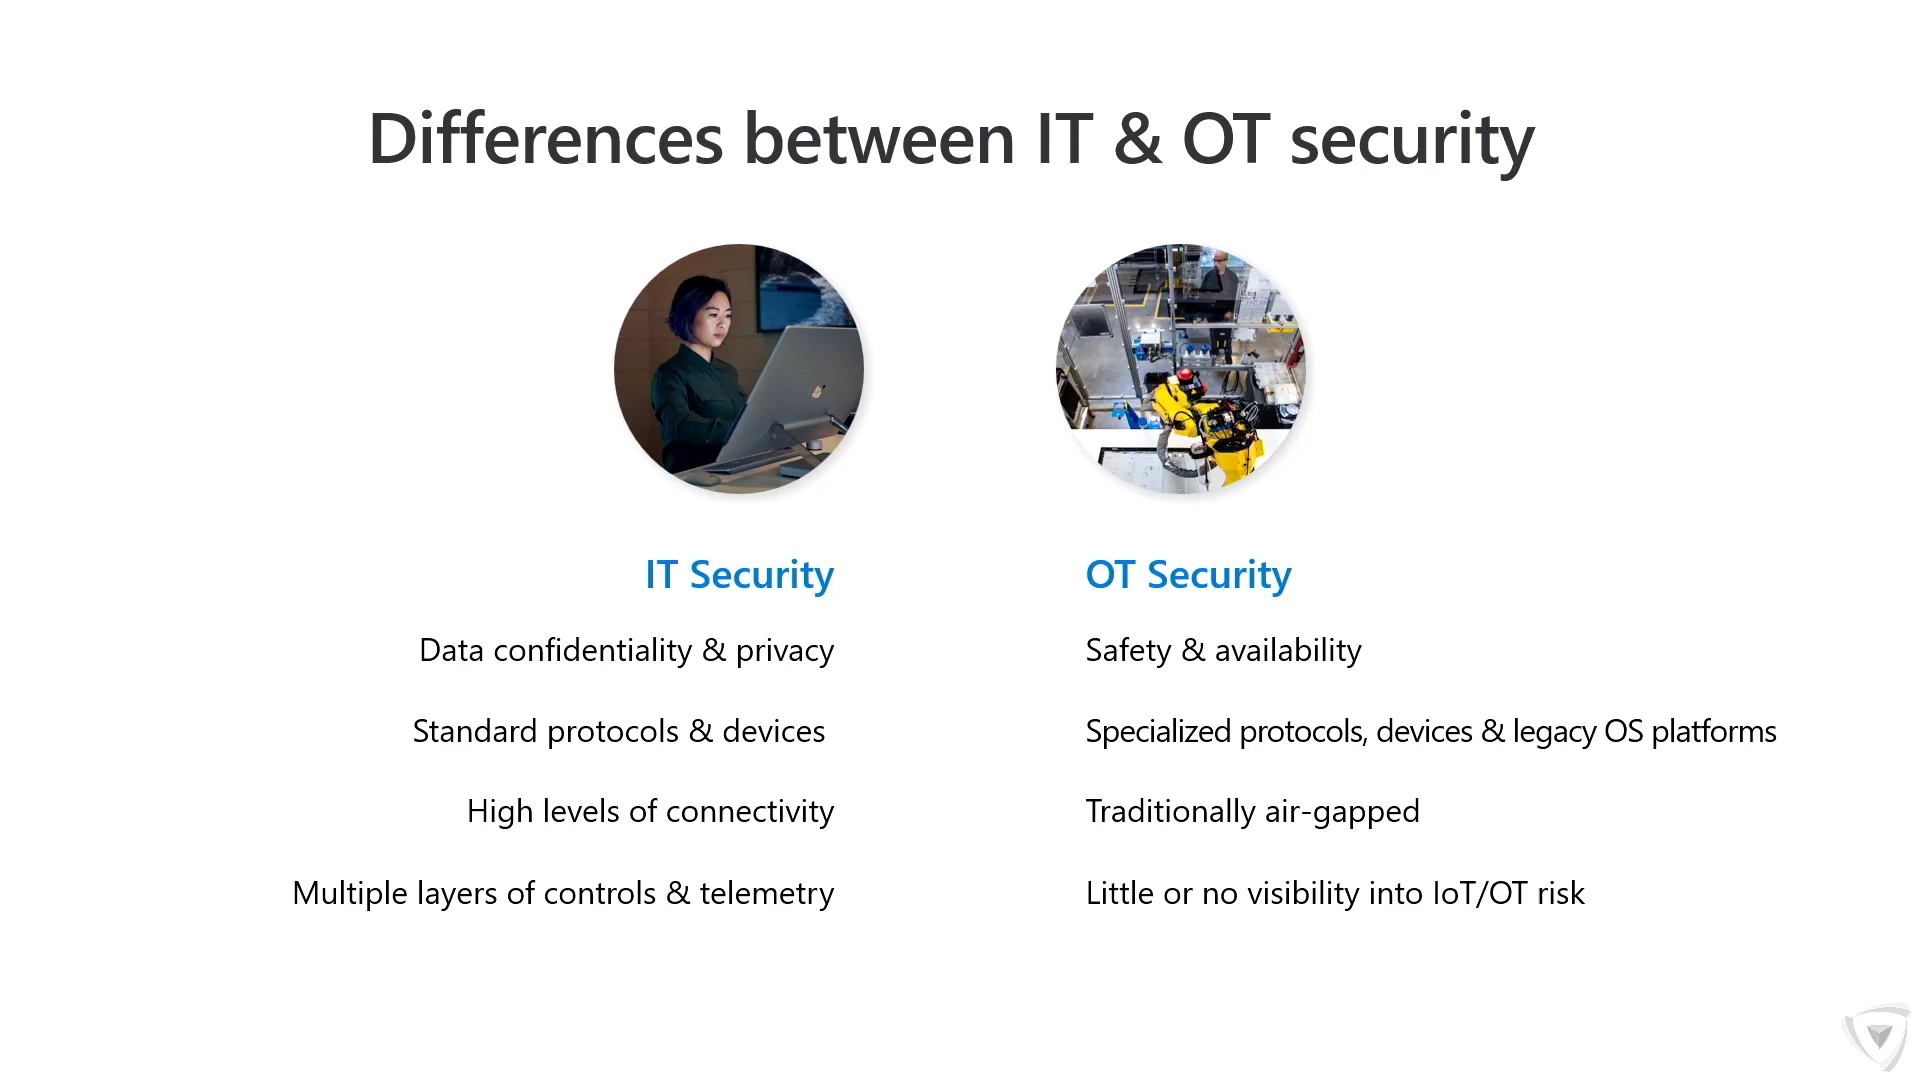 Differences between IT & OT security
IT Security
Data confidentiality & privacy
Standard protocols & devices
High levels of connectivity
Multiple layers of controls & telemetry
OT Security
Safety & availability
Specialized protocols, devices & legacy OS platforms
Traditionally air-gapped
Little or no visibility into IoT/OT risk